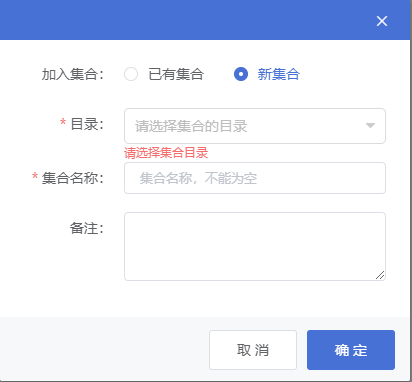 加入集合： 已有集合 新集合
* 目录： 请选择集合的目录
请选择集合目录
* 集合名称： 集合名称，不能为空
备注：
取 消 确 定